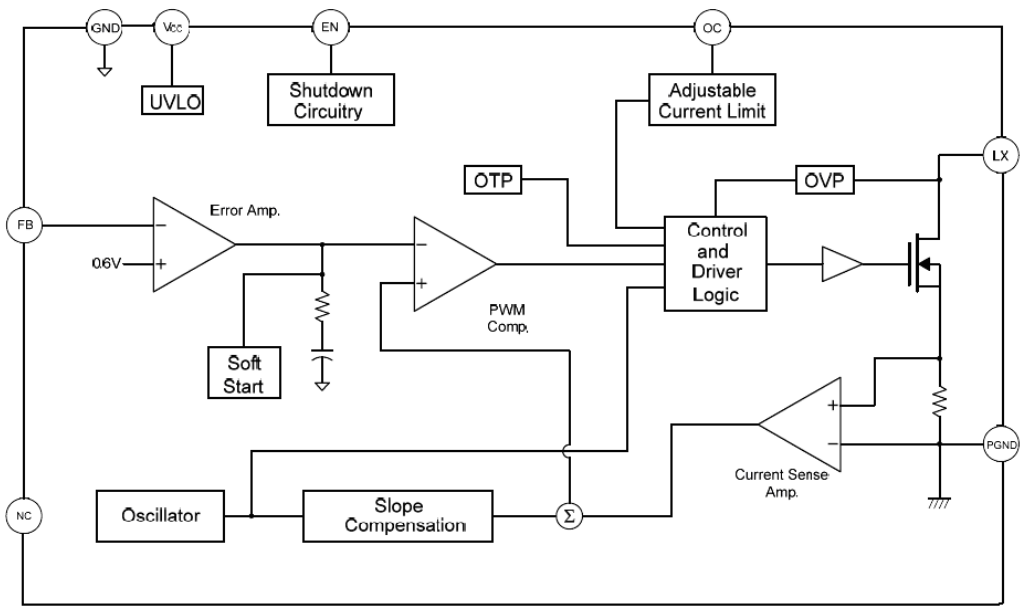 GND
Vcc
EN
OC
UVLO
Shutdown
Circuitry
Adjustable
Current Limit
LX
OTP
OVP
FB
Error Amp.
−
0.6V
+
−
+
Control
and
Driver
Logic
PWM
Comp.
Soft
Start
+
−
PGND
Current Sense
Amp.
NC
Oscillator
Slope
Compensation
Σ